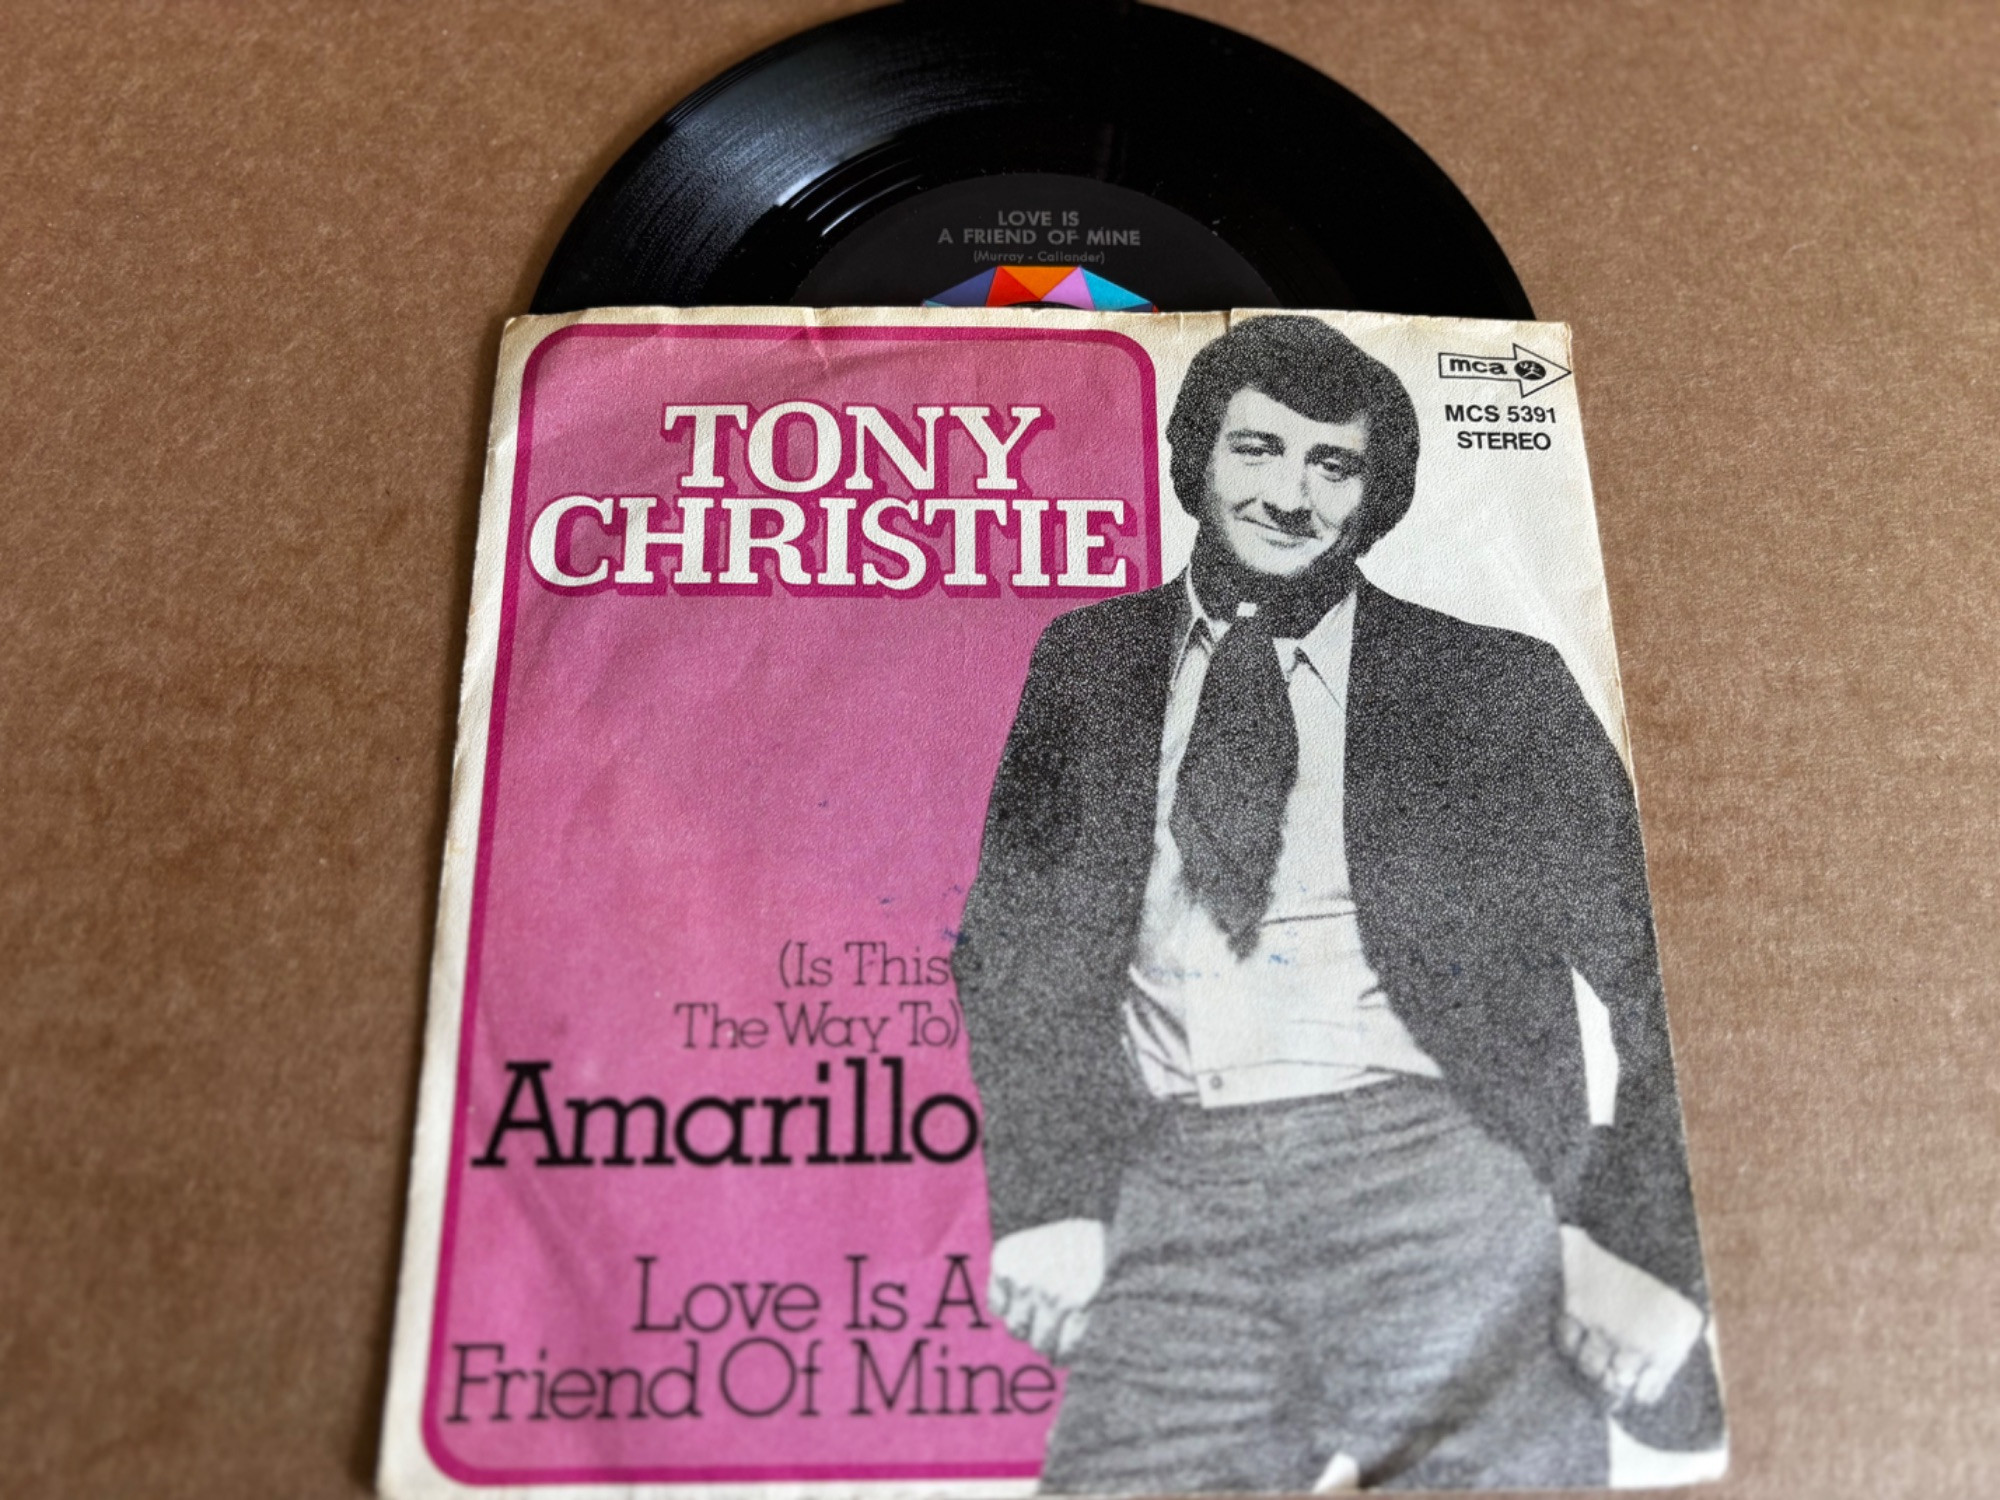 LOVE IS
A FRIEND OF MINE
(Murray - Callander)
mca
MCS 5391
STEREO
TONY
CHRISTIE
(Is This
The Way To)
Amarillo
Love Is A
Friend Of Mine